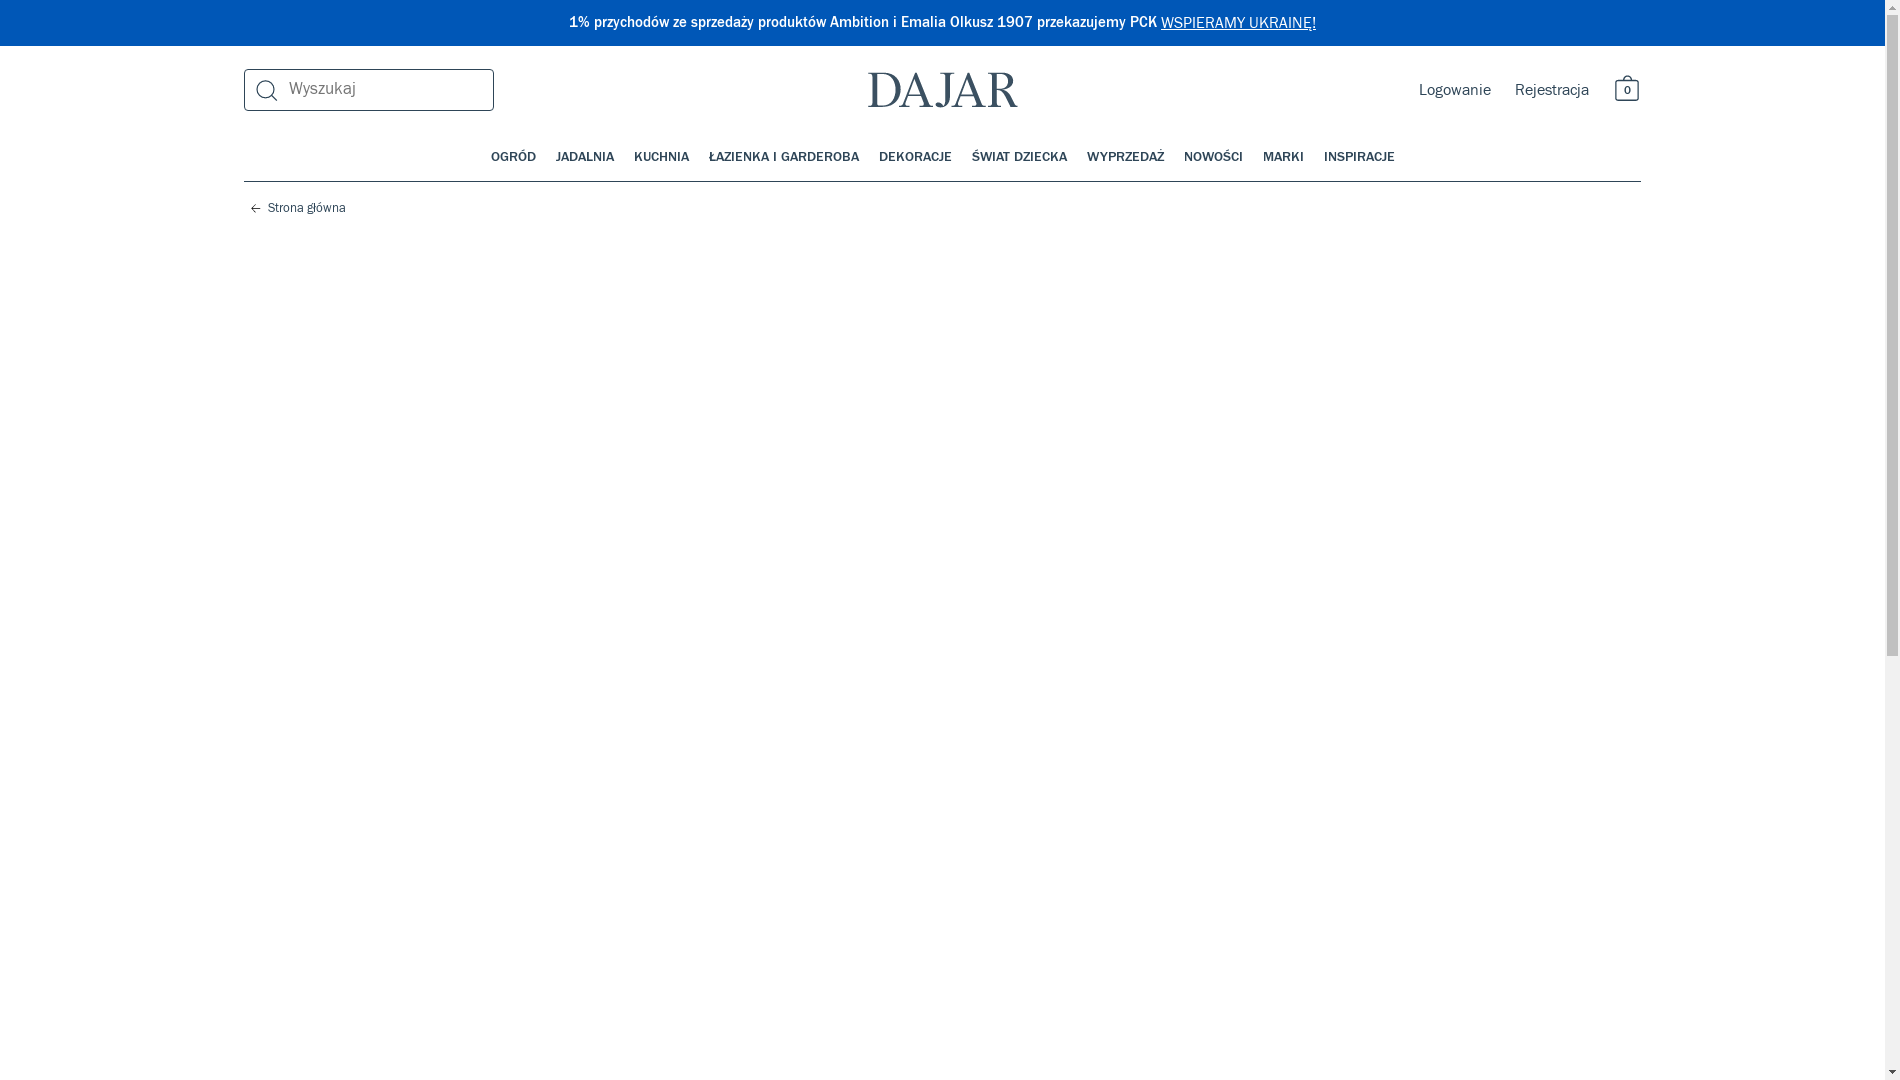 1% przychodów ze sprzedaży produktów Ambition i Emalia Olkusz 1907 przekazujemy PCK WSPIERAMY UKRAINĘ!
Wyszukaj
DAJAR
Logowanie
Rejestracja
0
OGRÓD JADALNIA KUCHNIA ŁAZIENKA I GARDEROBA DEKORACJE ŚWIAT DZIECKA WYPRZEDAŻ NOWOŚCI MARKI INSPIRACJE
Strona główna